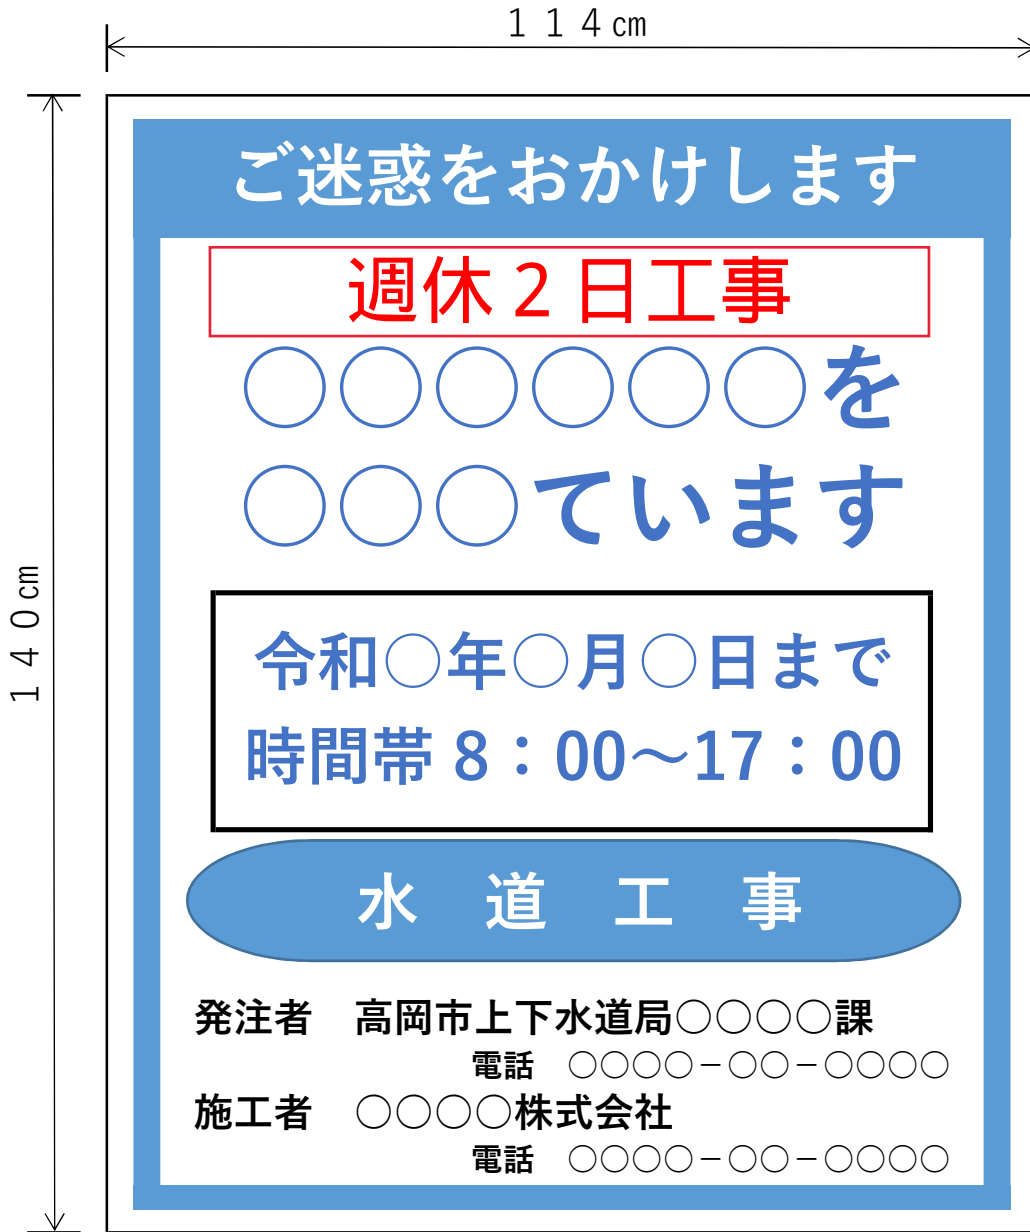 １１４㎝
１４０㎝
ご迷惑をおかけします
週休２日工事
○○○○○○を
○○○ています
令和○年○月○日まで
時間帯 8：00～17：00
水　道　工　事
発注者　高岡市上下水道局○○○○課
電話　○○○○－○○－○○○○
施工者　○○○○株式会社
電話　○○○○－○○－○○○○